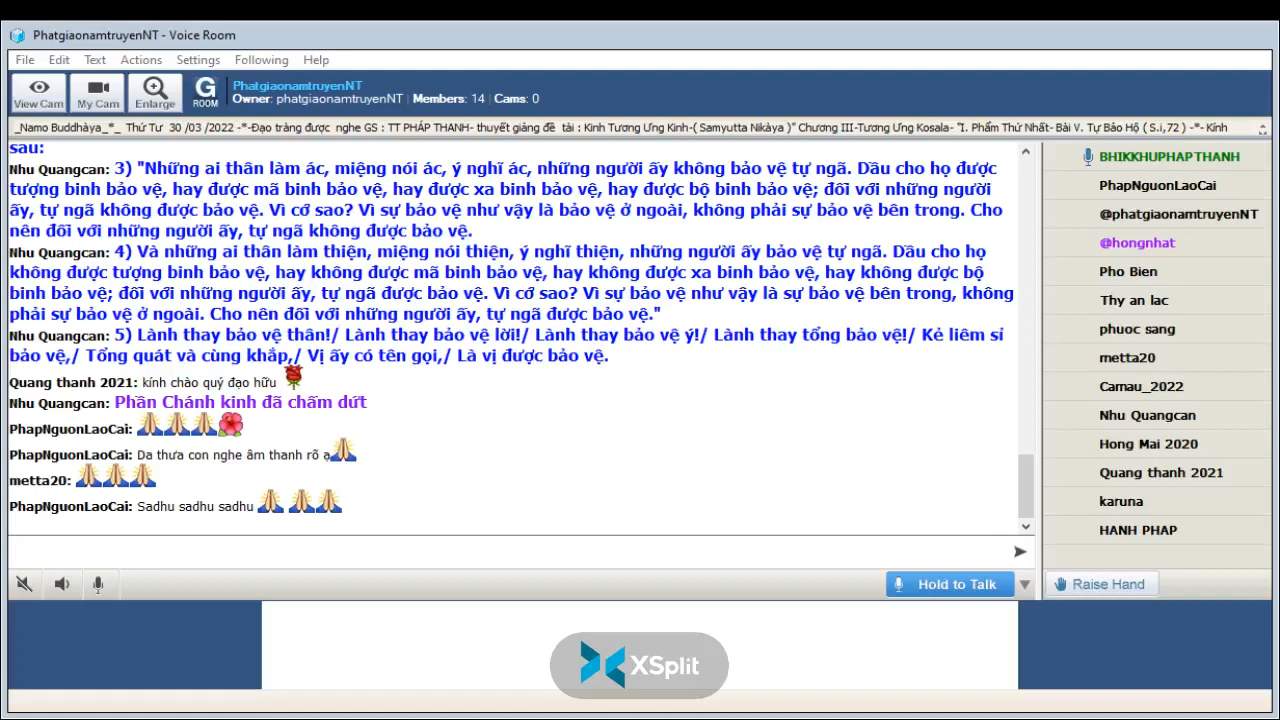 PhatgiaonamtruyenNT - Voice Room
File Edit Text Actions Settings Following Help
View Cam
My Cam
Enlarge
G ROOM
PhatgiaonamtruyenNT
Owner: phatgiaonamtruyenNT | Members: 14 | Cams: 0
_Namo Buddhàya_*_ Thứ Tư 30 /03 /2022 -*-Đạo tràng được nghe GS : TT PHÁP THANH- thuyết giảng đề tài : Kinh Tương Ưng Kinh-( Samyutta Nikàya )" Chương III-Tương Ưng Kosala- "I. Phẩm Thứ Nhất- Bài V. Tự Bảo Hộ ( S.i,72 ) -*- Kính
sau:
Nhu Quangcan: 3) "Những ai thân làm ác, miệng nói ác, ý nghĩ ác, những người ấy không bảo vệ tự ngã. Dầu cho họ được
tượng binh bảo vệ, hay được mã binh bảo vệ, hay được xa binh bảo vệ, hay được bộ binh bảo vệ; đối với những người
ấy, tự ngã không được bảo vệ. Vì cớ sao? Vì sự bảo vệ như vậy là bảo vệ ở ngoài, không phải sự bảo vệ bên trong. Cho
nên đối với những người ấy, tự ngã không được bảo vệ.
Nhu Quangcan: 4) Và những ai thân làm thiện, miệng nói thiện, ý nghĩ thiện, những người ấy bảo vệ tự ngã. Dầu cho họ
không được tượng binh bảo vệ, hay không được mã binh bảo vệ, hay không được xa binh bảo vệ, hay không được bộ
binh bảo vệ; đối với những người ấy, tự ngã được bảo vệ. Vì cớ sao? Vì sự bảo vệ như vậy là sự bảo vệ bên trong, không
phải sự bảo vệ ở ngoài. Cho nên đối với những người ấy, tự ngã được bảo vệ."
Nhu Quangcan: 5) Lành thay bảo vệ thân!/ Lành thay bảo vệ lời!/ Lành thay bảo vệ ý!/ Lành thay tổng bảo vệ!/ Kẻ liêm sỉ
bảo vệ,/ Tổng quát và cùng khắp,/ Vị ấy có tên gọi,/ Là vị được bảo vệ.
Quang thanh 2021: kính chào quý đạo hữu
Nhu Quangcan: Phần Chánh kinh đã chấm dứt
PhapNguonLaoCai:
PhapNguonLaoCai: Da thưa con nghe âm thanh rõ ạ
metta20:
PhapNguonLaoCai: Sadhu sadhu sadhu
BHIKKHUPHAPTHANH
PhapNguonLaoCai
@phatgiaonamtruyenNT
@hongnhat
Pho Bien
Thy an lac
phuoc sang
metta20
Camau_2022
Nhu Quangcan
Hong Mai 2020
Quang thanh 2021
karuna
HANH PHAP
Hold to Talk
Raise Hand
XSplit